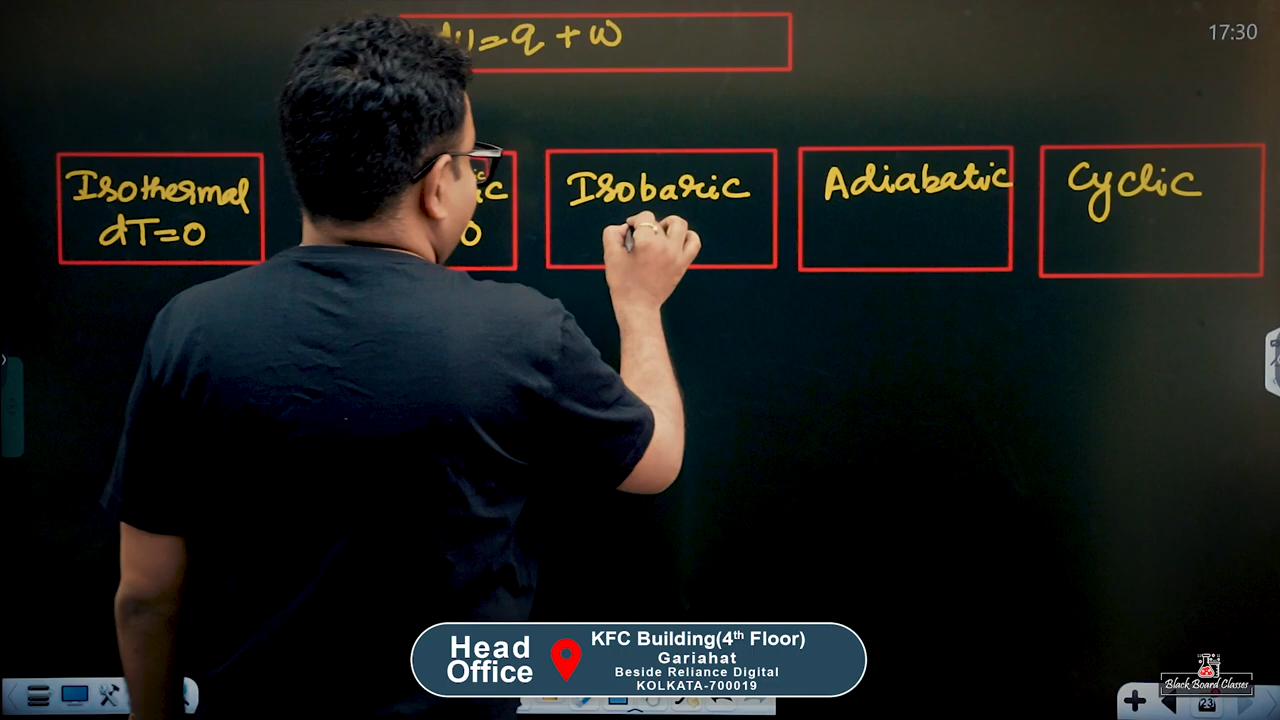 = q + w
17:30
Isothermal
dT=0
Isobaric
Adiabatic
Cyclic
Head
Office
KFC Building(4th Floor)
Gariahat
Beside Reliance Digital
KOLKATA-700019
Black Board Classes
23